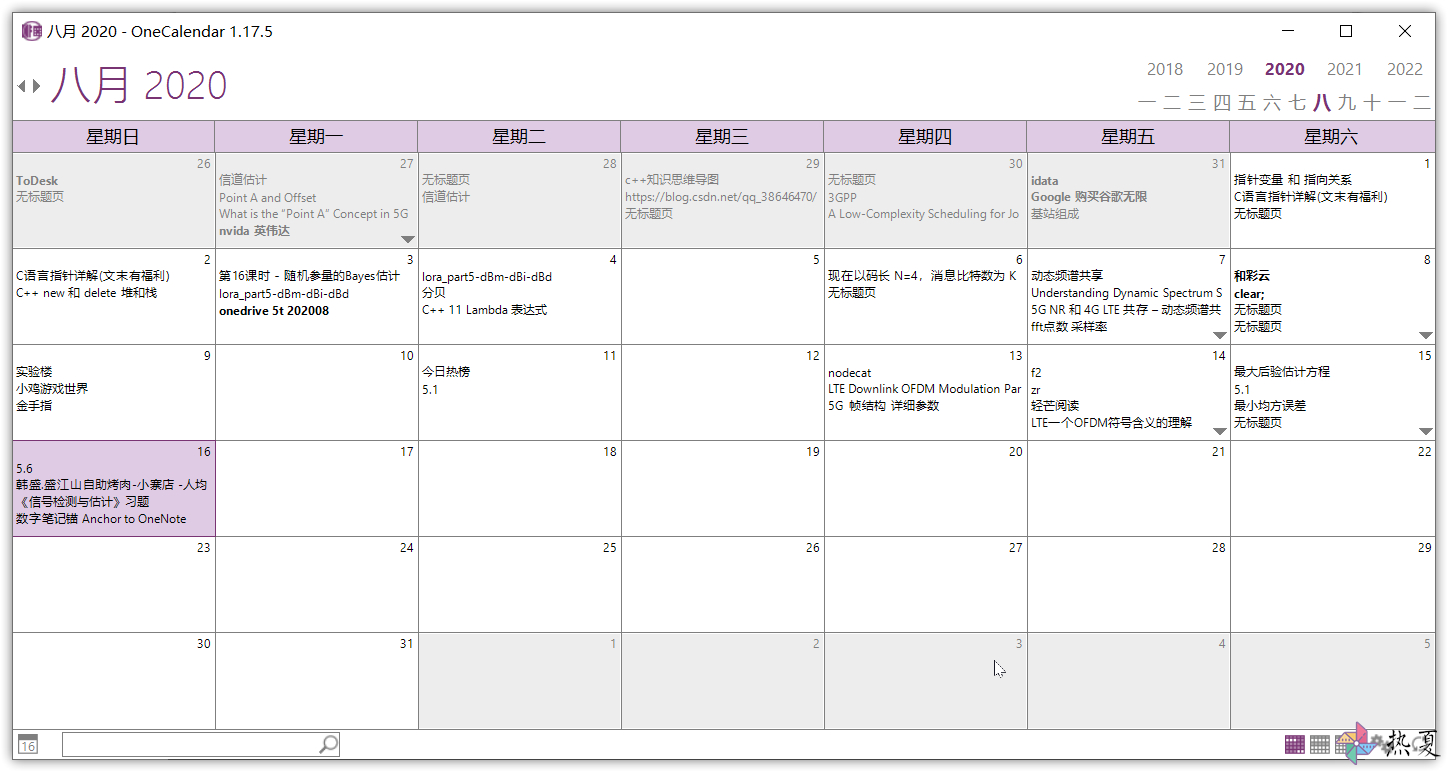 八月 2020 - OneCalendar 1.17.5
八月 2020
2018 2019 2020 2021 2022
一 二 三 四 五 六 七 八 九 十 一 二
星期日 星期一 星期二 星期三 星期四 星期五 星期六
26
ToDesk
无标题页
27
信道估计
Point A and Offset
What is the “Point A” Concept in 5G
nvida 英伟达
28
无标题页
信道估计
29
c++知识思维导图
https://blog.csdn.net/qq_38646470/
无标题页
30
无标题页
3GPP
A Low-Complexity Scheduling for Jo
31
idata
Google 购买谷歌无限
基站组成
1
指针变量 和 指向关系
C语言指针详解(文末有福利)
无标题页
2
C语言指针详解(文末有福利)
C++ new 和 delete 堆和栈
3
第16课时 - 随机参量的Bayes估计
lora_part5-dBm-dBi-dBd
onedrive 5t 202008
4
lora_part5-dBm-dBi-dBd
分贝
C++ 11 Lambda 表达式
5
6
现在以码长 N=4，消息比特数为 K
无标题页
7
动态频谱共享
Understanding Dynamic Spectrum S
5G NR 和 4G LTE 共存 – 动态频谱共
fft点数 采样率
8
和彩云
clear;
无标题页
无标题页
9
实验楼
小鸡游戏世界
金手指
10
11
今日热榜
5.1
12
13
nodecat
LTE Downlink OFDM Modulation Par
5G 帧结构 详细参数
14
f2
zr
轻芒阅读
LTE一个OFDM符号含义的理解
15
最大后验估计方程
5.1
最小均方误差
无标题页
16
5.6
韩盛.盛江山自助烤肉-小寨店 -人均
《信号检测与估计》习题
数字笔记锚 Anchor to OneNote
17
18
19
20
21
22
23
24
25
26
27
28
29
30
31
1
2
3
4
5
16
热夏